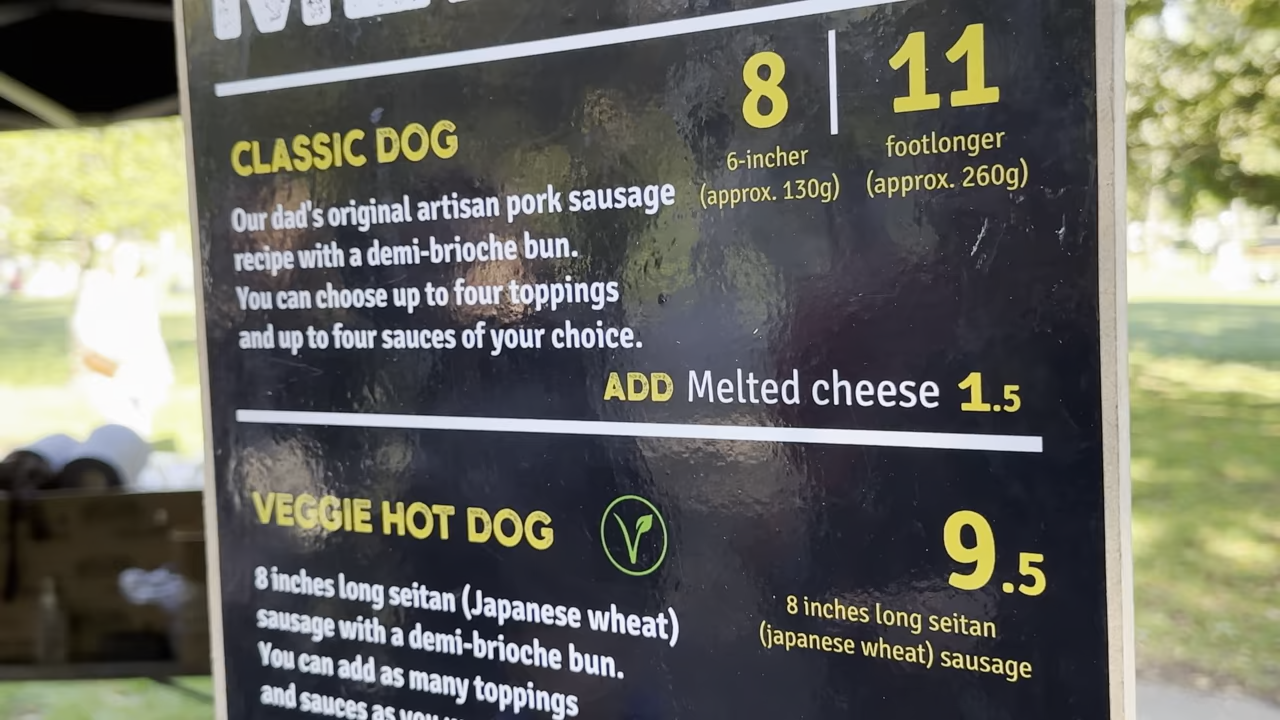 CLASSIC DOG
Our dad's original artisan pork sausage
recipe with a demi-brioche bun.
You can choose up to four toppings
and up to four sauces of your choice.
8 | 11
6-incher
(approx. 130g)
footlonger
(approx. 260g)
ADD Melted cheese 1.5
VEGGIE HOT DOG
8 inches long seitan (Japanese wheat)
sausage with a demi-brioche bun.
You can add as many toppings
and sauces as
9.5
8 inches long seitan
(japanese wheat) sausage